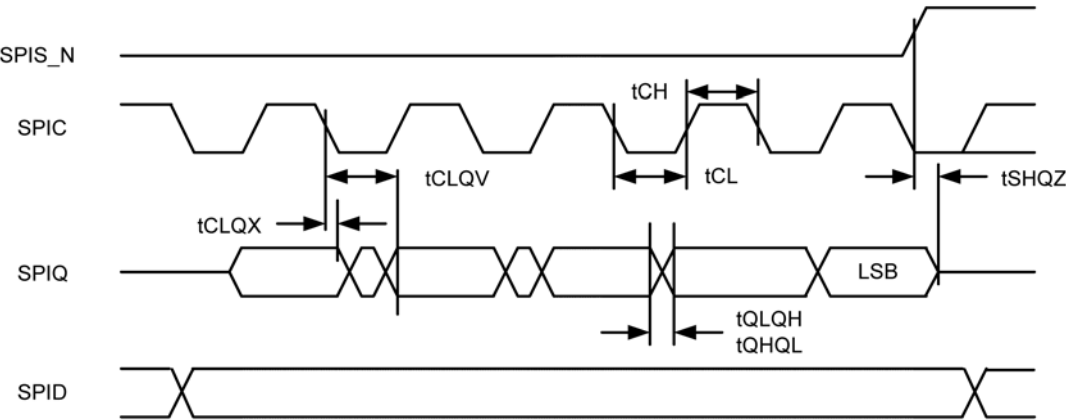 SPIS_N
tCH
SPIC
tCLQV
tCL
tSHQZ
tCLQX
SPIQ
LSB
tQLQH
tQHQL
SPID